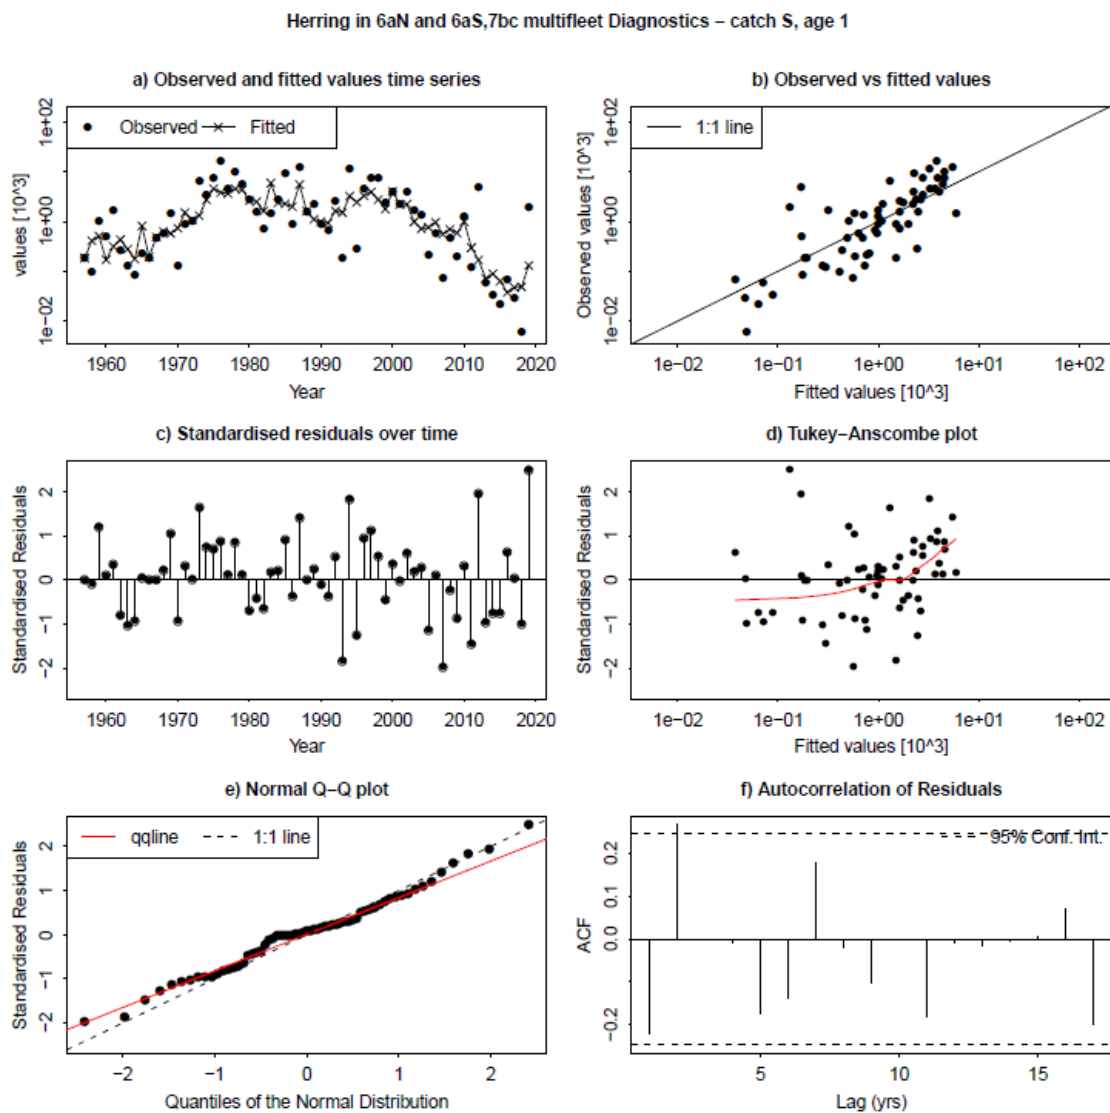 Herring in 6aN and 6aS,7bc multifleet Diagnostics − catch S, age 1
a) Observed and fitted values time series
values [10^3]
1e−02 1e+00 1e+02
Observed Fitted
1960 1970 1980 1990 2000 2010 2020
Year
b) Observed vs fitted values
Observed values [10^3]
1e−02 1e+00 1e+02
1:1 line
1e−02 1e−01 1e+00 1e+01 1e+02
Fitted values [10^3]
c) Standardised residuals over time
Standardised Residuals
−2 −1 0 1 2
1960 1970 1980 1990 2000 2010 2020
Year
d) Tukey−Anscombe plot
Standardised Residuals
−2 −1 0 1 2
1e−02 1e−01 1e+00 1e+01 1e+02
Fitted values [10^3]
e) Normal Q−Q plot
Standardised Residuals
−2 −1 0 1 2
qqline 1:1 line
−2 −1 0 1 2
Quantiles of the Normal Distribution
f) Autocorrelation of Residuals
ACF
−0.2 0.0 0.1 0.2
95% Conf. Int.
5 10 15
Lag (yrs)